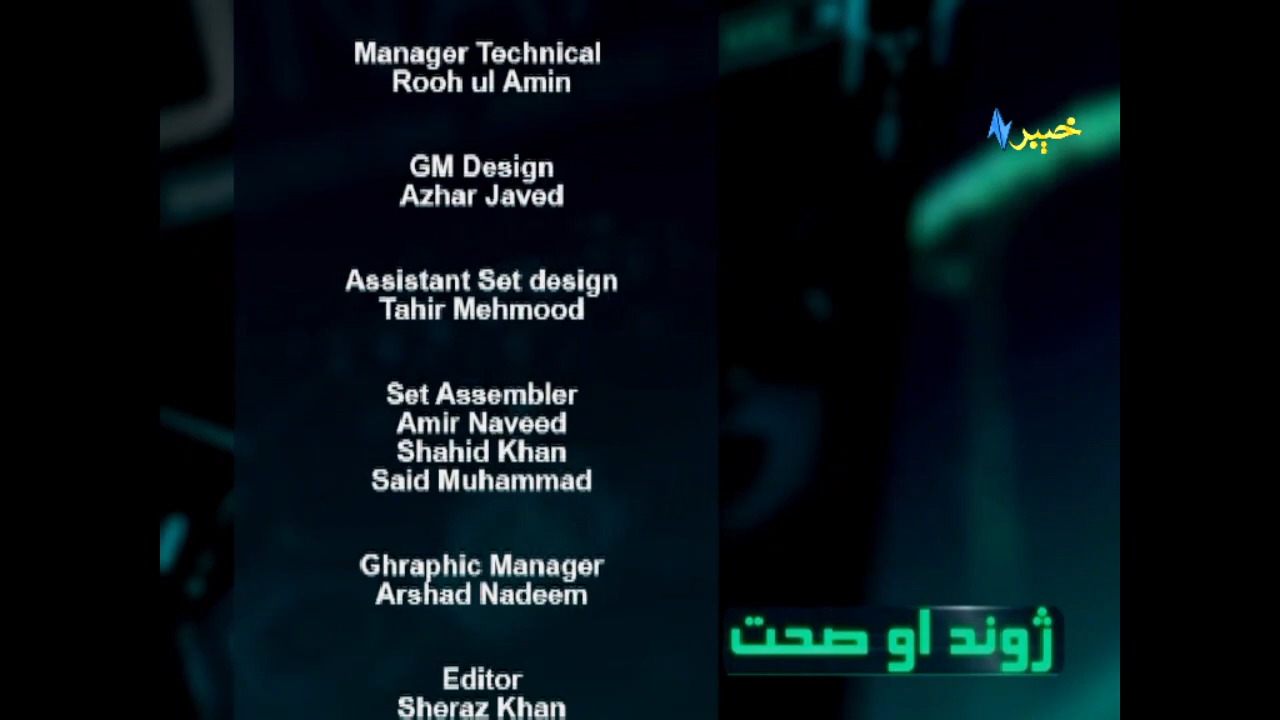 Manager Technical
Rooh ul Amin
GM Design
Azhar Javed
Assistant Set design
Tahir Mehmood
Set Assembler
Amir Naveed
Shahid Khan
Said Muhammad
Ghraphic Manager
Arshad Nadeem
Editor
Sheraz Khan
خیبر
ژوند او صحت